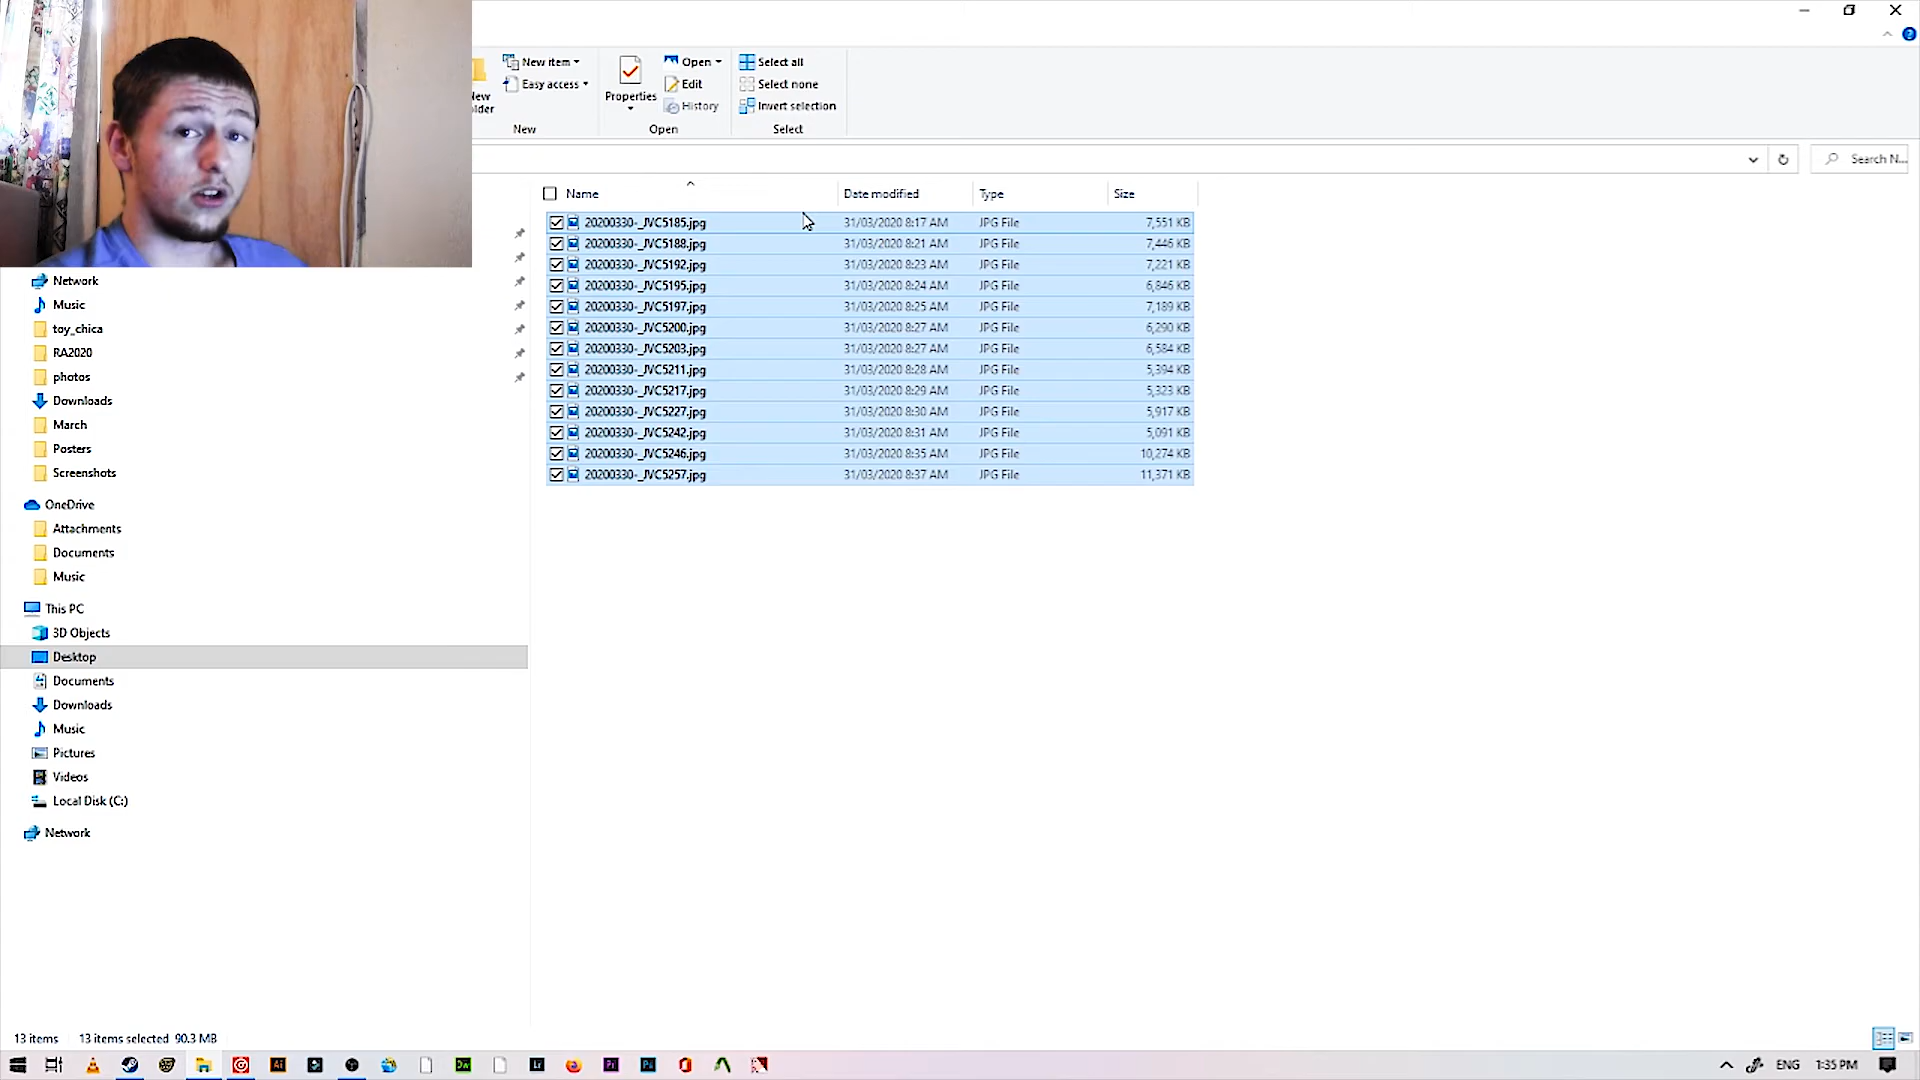 New item
Easy access
New
Properties
Open
Edit
History
Open
Select all
Select none
Invert selection
Select
Search N...
Name
Date modified
Type
Size
20200330-_JVC5185.jpg 31/03/2020 8:17 AM JPG File 7,551 KB
20200330-_JVC5188.jpg 31/03/2020 8:21 AM JPG File 7,446 KB
20200330-_JVC5192.jpg 31/03/2020 8:23 AM JPG File 7,221 KB
20200330-_JVC5195.jpg 31/03/2020 8:24 AM JPG File 6,846 KB
20200330-_JVC5197.jpg 31/03/2020 8:25 AM JPG File 7,189 KB
20200330-_JVC5200.jpg 31/03/2020 8:27 AM JPG File 6,290 KB
20200330-_JVC5203.jpg 31/03/2020 8:27 AM JPG File 6,584 KB
20200330-_JVC5211.jpg 31/03/2020 8:28 AM JPG File 5,394 KB
20200330-_JVC5217.jpg 31/03/2020 8:29 AM JPG File 5,323 KB
20200330-_JVC5227.jpg 31/03/2020 8:30 AM JPG File 5,917 KB
20200330-_JVC5242.jpg 31/03/2020 8:31 AM JPG File 5,091 KB
20200330-_JVC5246.jpg 31/03/2020 8:35 AM JPG File 10,274 KB
20200330-_JVC5257.jpg 31/03/2020 8:37 AM JPG File 11,371 KB
Network
Music
toy_chica
RA2020
photos
Downloads
March
Posters
Screenshots
OneDrive
Attachments
Documents
Music
This PC
3D Objects
Desktop
Documents
Downloads
Music
Pictures
Videos
Local Disk (C:)
Network
13 items 13 items selected 90.3 MB
Ai
Dw
Lr
Pr
Ps
ENG 1:35 PM